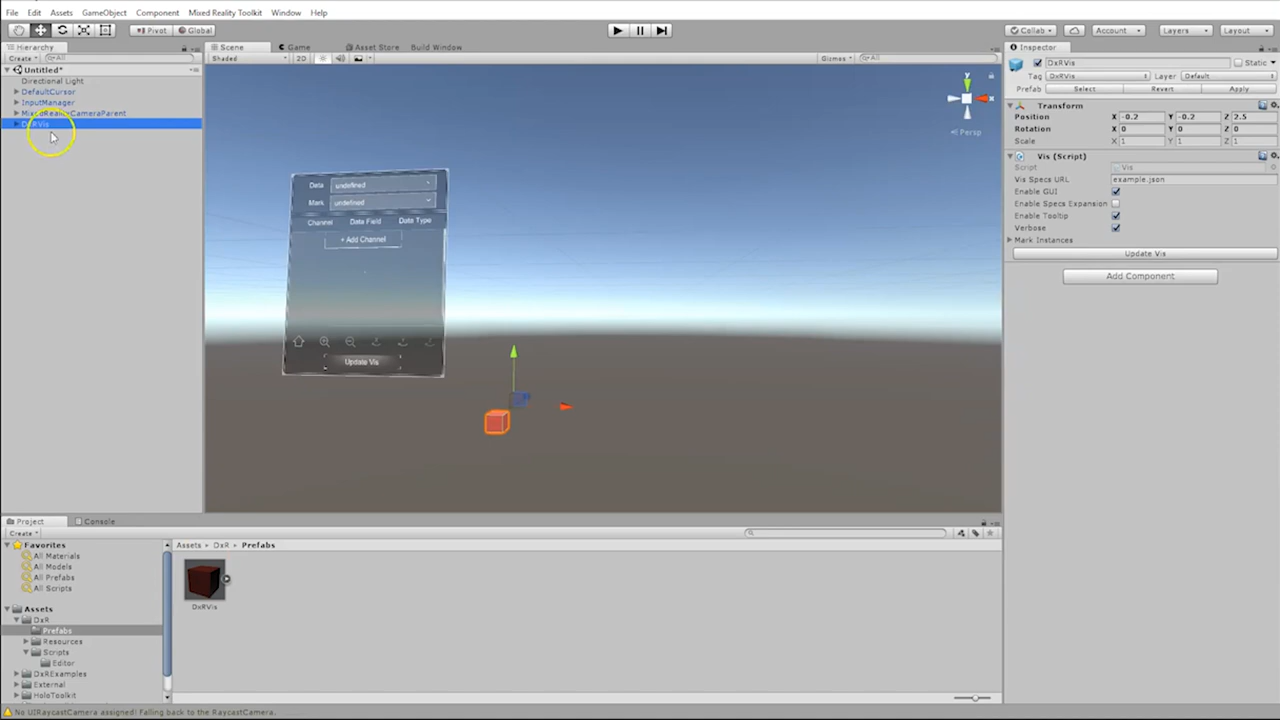 File Edit Assets GameObject Component Mixed Reality Toolkit Window Help
Pivot Global Collab Account Layers Layout
Hierarchy
Create All
Untitled*
Directional Light
DefaultCursor
InputManager
MixedRealityCameraParent
DxRVis
Scene Game Asset Store Build Window
Shaded 2D Gizmos All
y
x
Persp
Data undefined
Mark undefined
Channel Data Field Data Type
+ Add Channel
Update Vis
Inspector
DxRVis Static
Tag DxRVis Layer Default
Prefab Select Revert Apply
Transform
Position X -0.2 Y -0.2 Z 2.5
Rotation X 0 Y 0 Z 0
Scale X 1 Y 1 Z 1
Vis (Script)
Script Vis
Vis Specs URL example.json
Enable GUI
Enable Specs Expansion
Enable Tooltip
Verbose
Mark Instances
Update Vis
Add Component
Project Console
Create
Favorites
All Materials
All Models
All Prefabs
All Scripts
Assets
DxR
Prefabs
Resources
Scripts
Editor
DxRExamples
External
HoloToolkit
Assets DxR Prefabs
DxRVis
No UIRaycastCamera assigned! Falling back to the RaycastCamera.